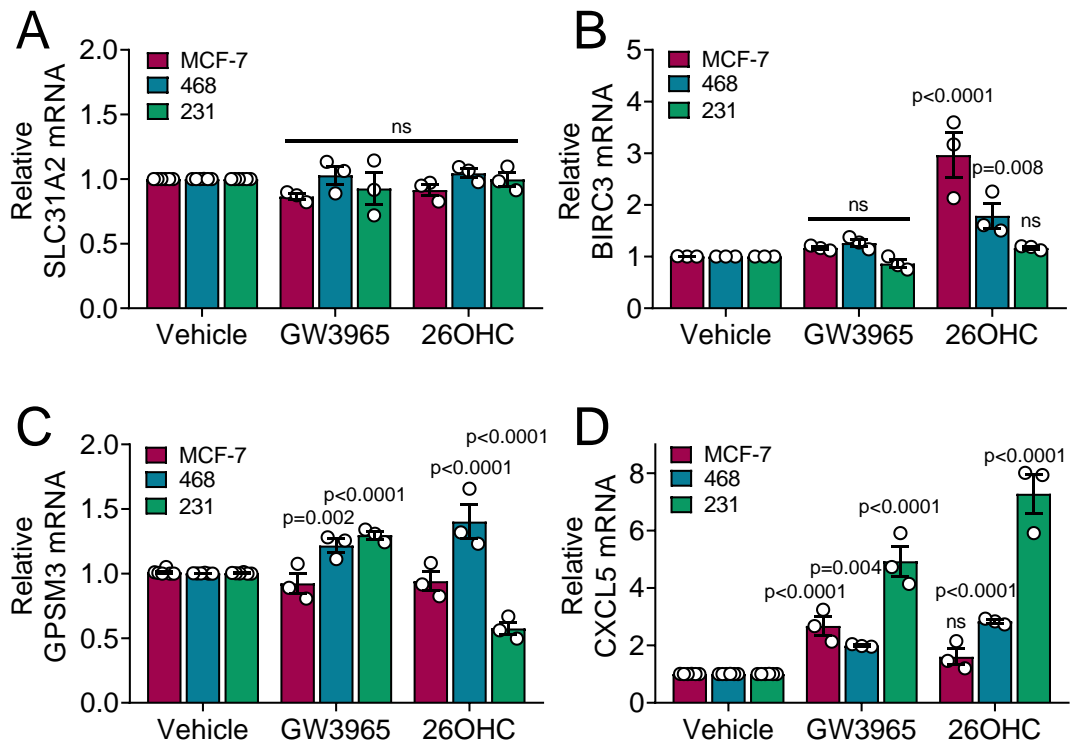 A
Relative
SLC31A2 mRNA
2.0
1.5
1.0
0.5
0.0
MCF-7
468
231
ns
Vehicle
GW3965
26OHC
B
Relative
BIRC3 mRNA
5
4
3
2
1
0
MCF-7
468
231
ns
p<0.0001
p=0.008
ns
Vehicle
GW3965
26OHC
C
Relative
GPSM3 mRNA
2.0
1.5
1.0
0.5
0.0
MCF-7
468
231
p=0.002
p<0.0001
p<0.0001
p<0.0001
Vehicle
GW3965
26OHC
D
Relative
CXCL5 mRNA
8
6
4
2
0
MCF-7
468
231
p<0.0001
p=0.004
p<0.0001
ns
p<0.0001
p<0.0001
Vehicle
GW3965
26OHC